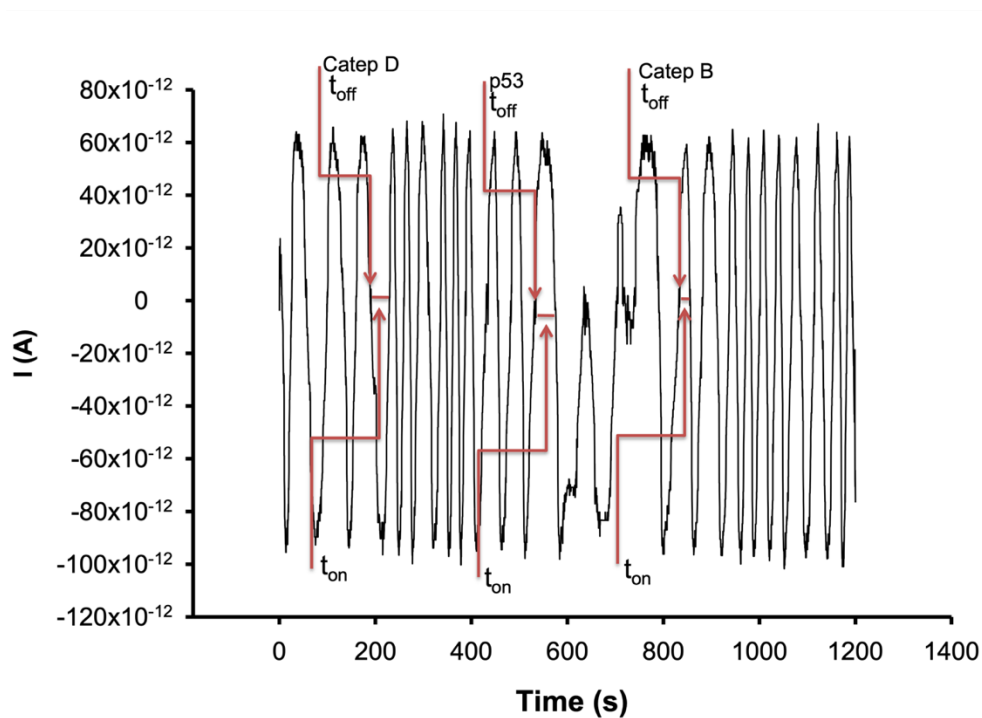 Catep D
t_off
p53
t_off
Catep B
t_off
80x10⁻¹²
60x10⁻¹²
40x10⁻¹²
20x10⁻¹²
0
-20x10⁻¹²
-40x10⁻¹²
-60x10⁻¹²
-80x10⁻¹²
-100x10⁻¹²
-120x10⁻¹²
I (A)
t_on
t_on
t_on
0 200 400 600 800 1000 1200 1400
Time (s)